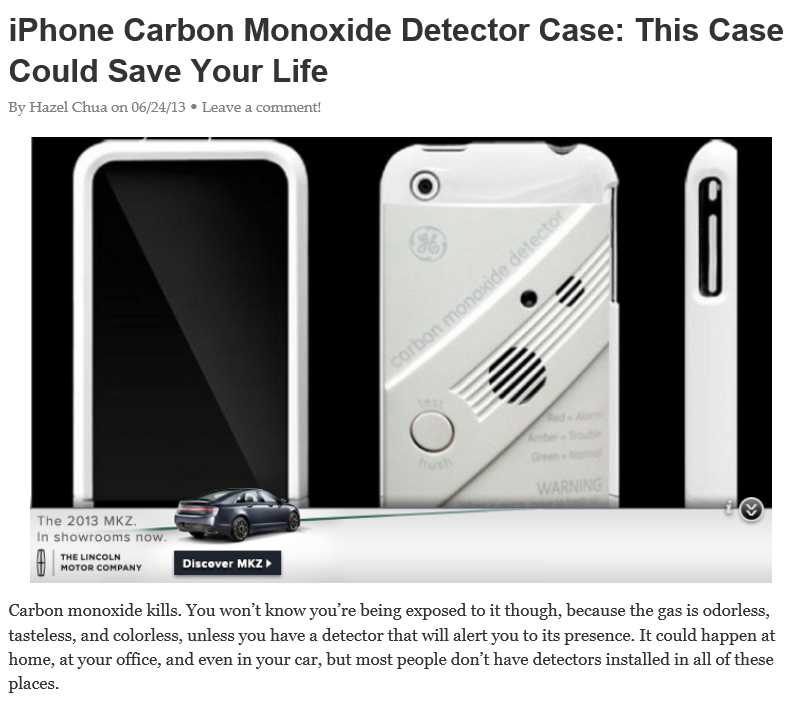 iPhone Carbon Monoxide Detector Case: This Case
Could Save Your Life
By Hazel Chua on 06/24/13 • Leave a comment!
GE
carbon monoxide detector
test
hush
Red = Alarm
Amber = Trouble
Green = Normal
WARNING
The 2013 MKZ.
In showrooms now.
THE LINCOLN
MOTOR COMPANY
Discover MKZ
i
Carbon monoxide kills. You won’t know you’re being exposed to it though, because the gas is odorless,
tasteless, and colorless, unless you have a detector that will alert you to its presence. It could happen at
home, at your office, and even in your car, but most people don’t have detectors installed in all of these
places.